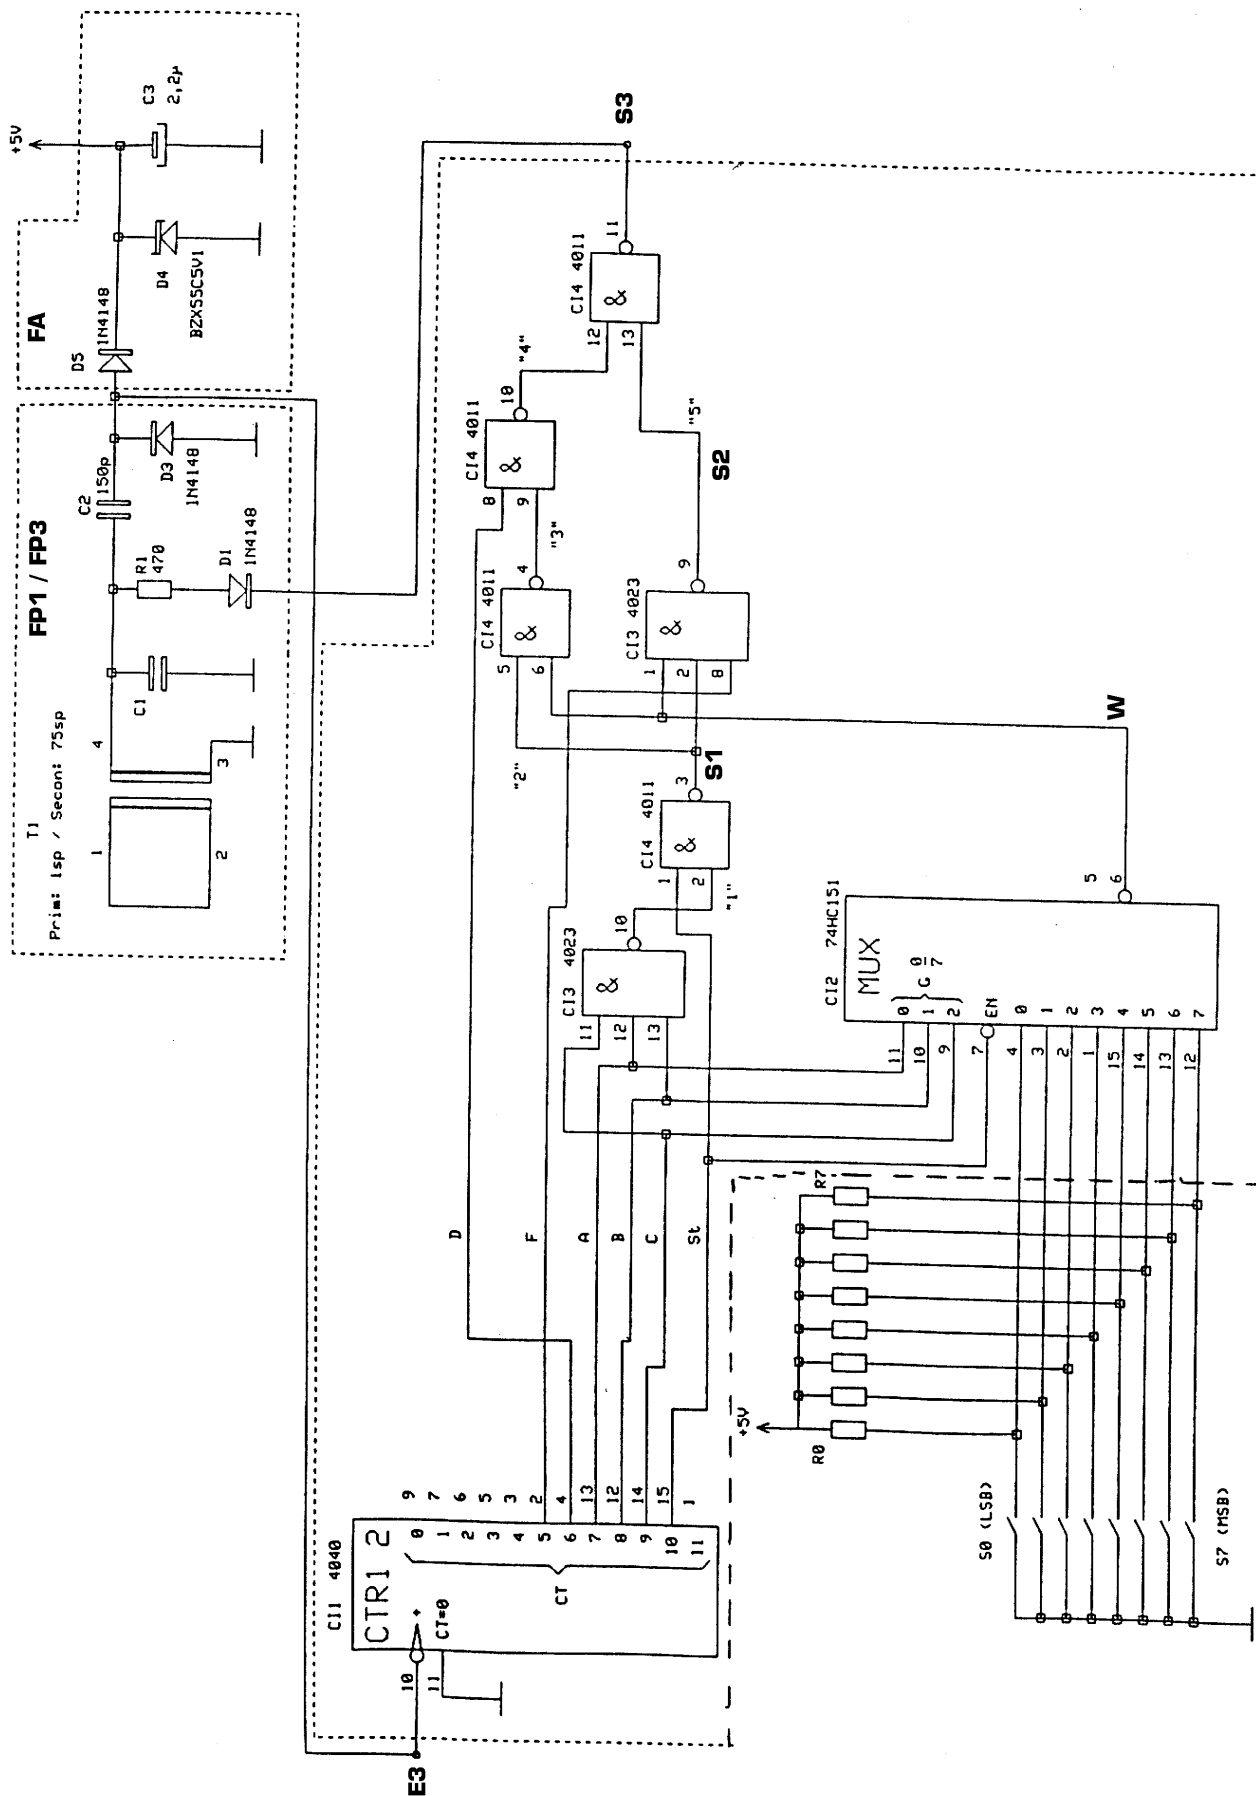 FA
+5V
D5
1N4148
D4
BZX55C5V1
C3
2,2µ
FP1 / FP3
T1
Prim: 1sp / Secon: 75sp
1
2
4
3
C1
R1
470
D1
1N4148
C2
150p
D3
1N4148
S3
E3
CI1 4040
CTR1 2
10
+
11
CT=0
CT
0
1
2
3
4
5
6
7
8
9
10
11
9
7
6
5
3
2
4
13
12
14
15
1
D
F
A
B
C
St
CI3 4023
11
12
13
&
10
"1"
CI4 4011
1
2
&
3
S1
"2"
CI4 4011
5
6
&
4
"3"
CI3 4023
1
2
8
&
9
S2
"5"
CI4 4011
8
9
&
10
"4"
CI4 4011
12
13
&
11
W
CI2 74HC151
MUX
11
10
9
7
4
3
2
1
15
14
13
12
0
1
2
G 0/7
EN
0
1
2
3
4
5
6
7
5
6
+5V
R0
R7
S0 (LSB)
S7 (MSB)